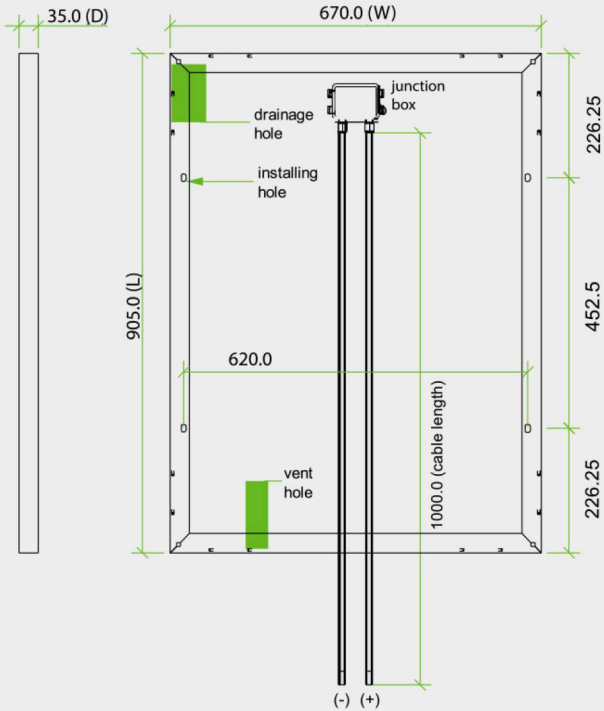 35.0 (D)
670.0 (W)
junction
box
drainage
hole
installing
hole
226.25
905.0 (L)
452.5
620.0
1000.0 (cable length)
vent
hole
226.25
(-) (+)